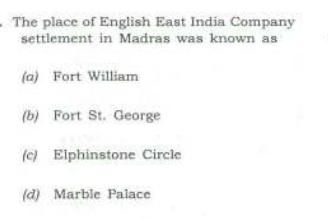 The place of English East India Company
settlement in Madras was known as
(a) Fort William
(b) Fort St. George
(c) Elphinstone Circle
(d) Marble Palace